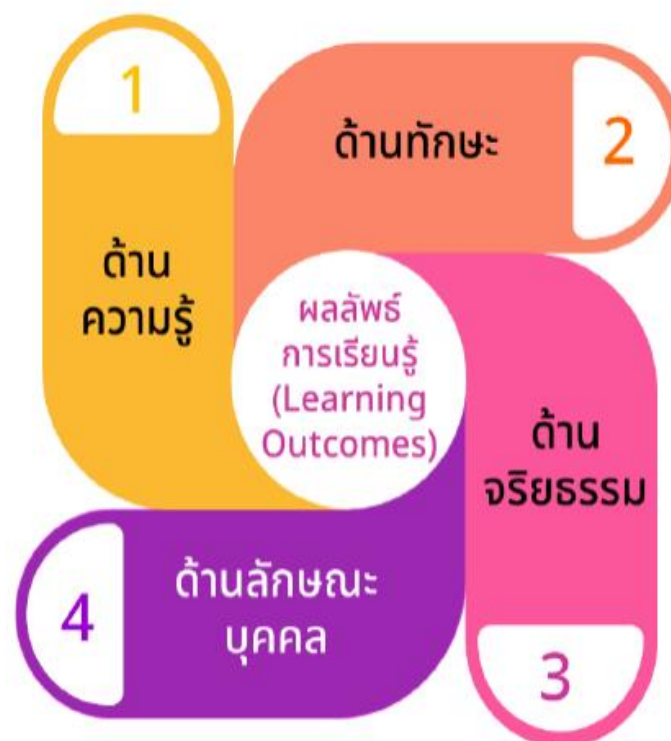 1
ด้าน
ความรู้
ด้านทักษะ
2
ผลลัพธ์
การเรียนรู้
(Learning
Outcomes)
ด้าน
จริยธรรม
3
ด้านลักษณะ
บุคคล
4